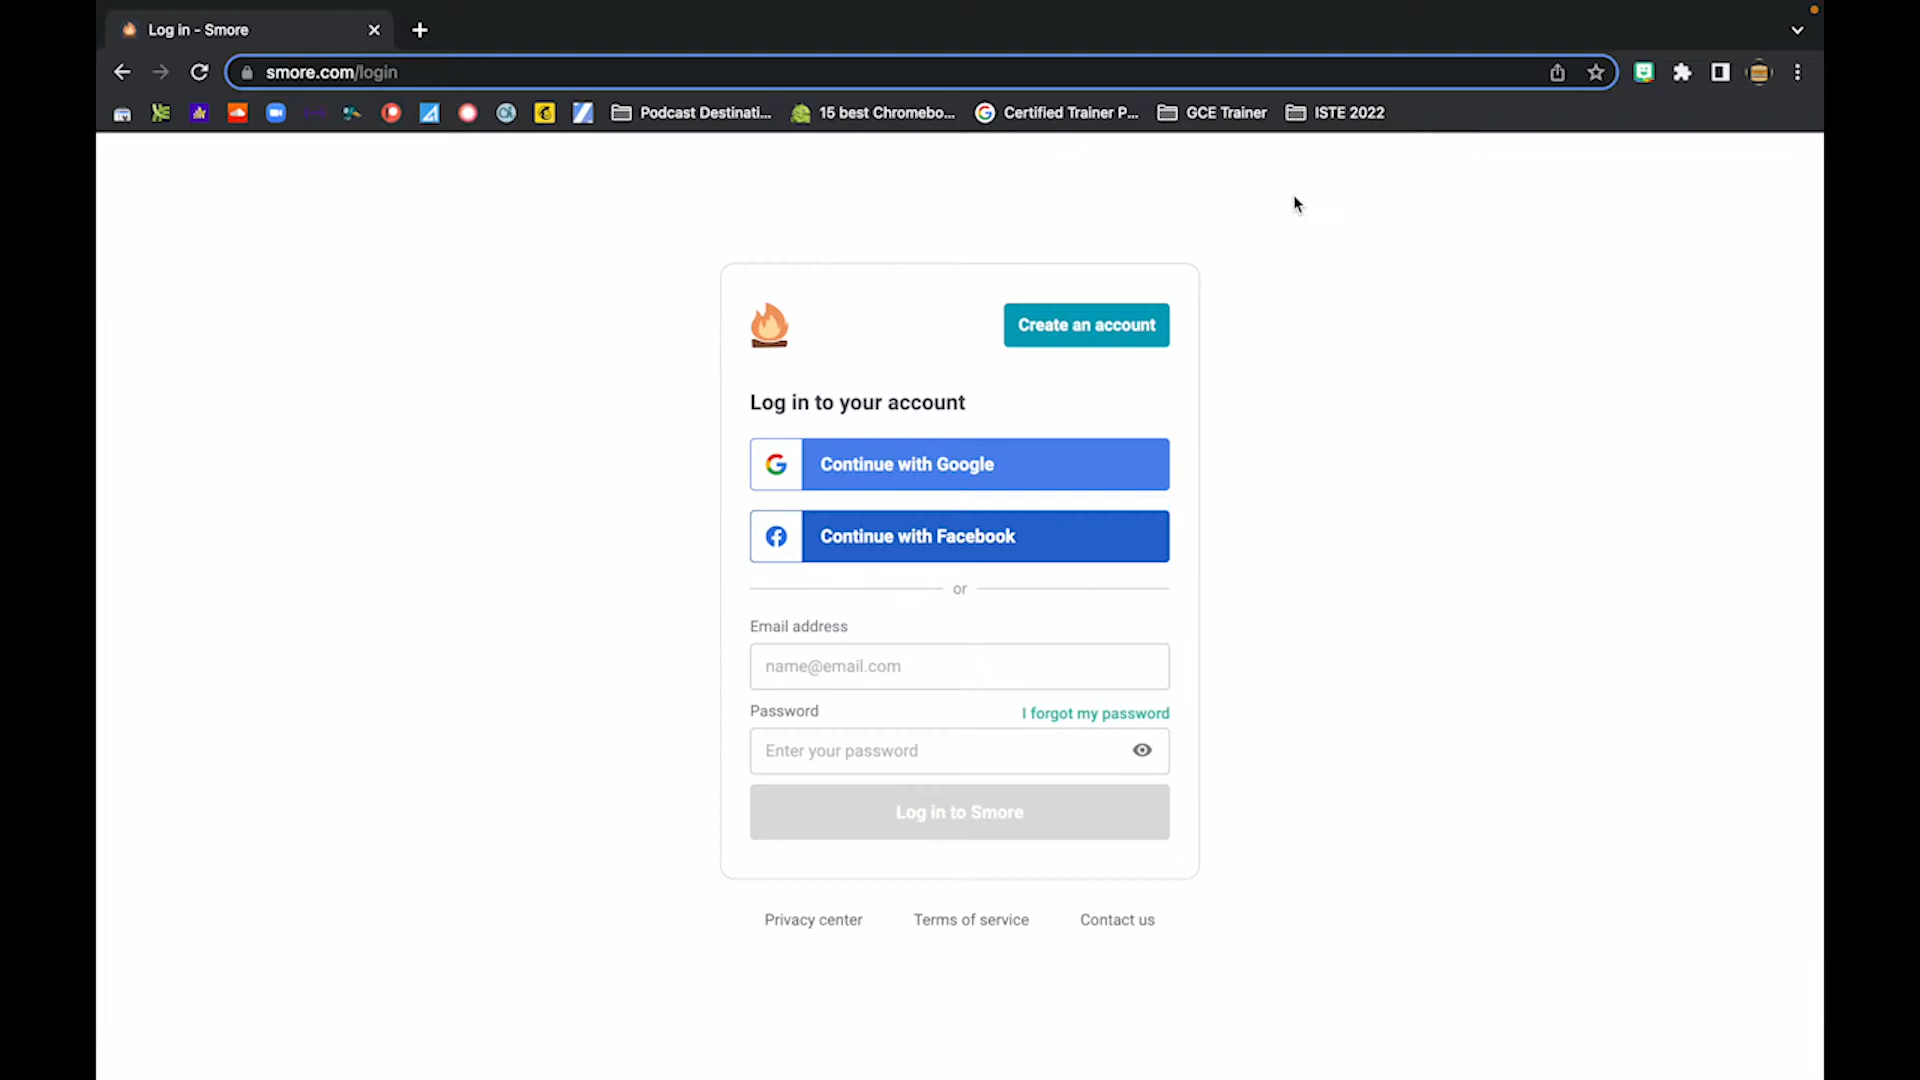 Log in - Smore
smore.com/login
Podcast Destinati... 15 best Chromebo... Certified Trainer P... GCE Trainer ISTE 2022
Create an account
Log in to your account
Continue with Google
Continue with Facebook
or
Email address
name@email.com
Password I forgot my password
Enter your password
Log in to Smore
Privacy center Terms of service Contact us